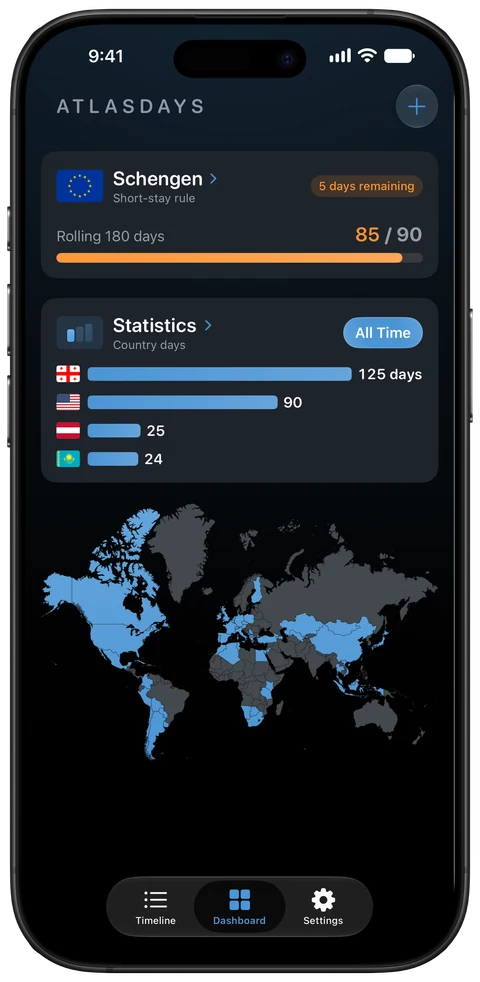 9:41
ATLASDAYS
Schengen
5 days remaining
Short-stay rule
Rolling 180 days
85 / 90
Statistics
All Time
Country days
125 days
90
25
24
Timeline
Dashboard
Settings